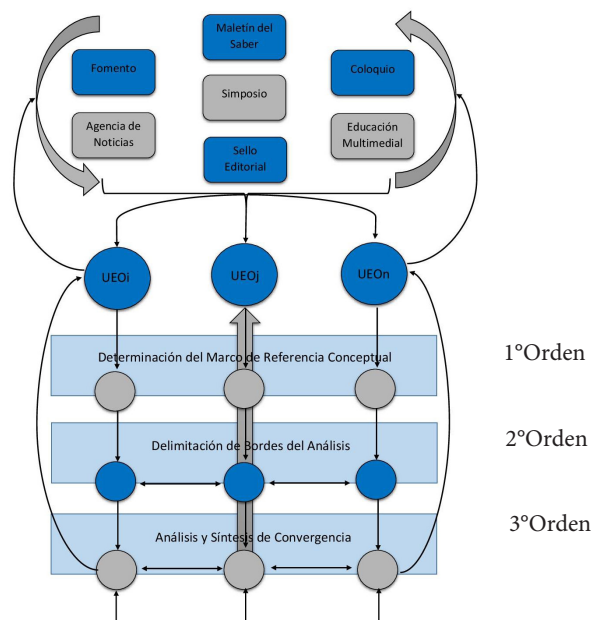 Maletín del
Saber
Fomento
Coloquio
Simposio
Agencia de
Noticias
Educación
Multimedial
Sello
Editorial
UEOi
UEOj
UEOn
Determinación del Marco de Referencia Conceptual
1°Orden
Delimitación de Bordes del Análisis
2°Orden
Análisis y Síntesis de Convergencia
3°Orden